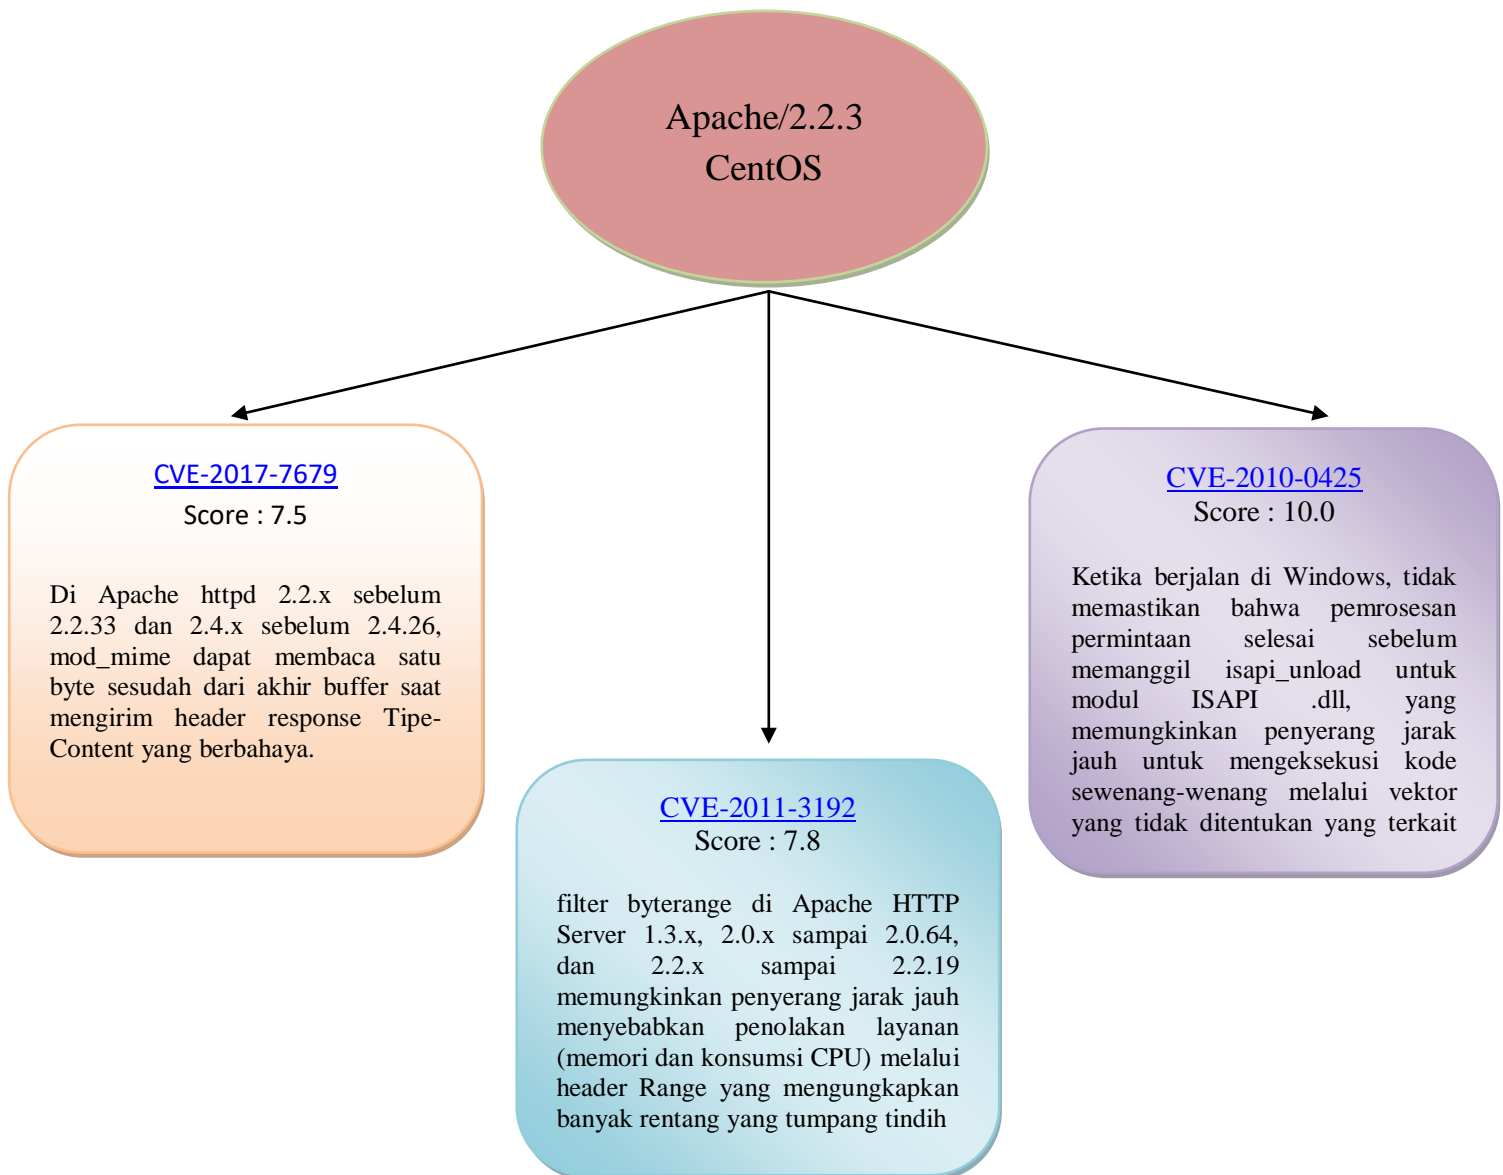 Apache/2.2.3
CentOS
CVE-2017-7679
Score : 7.5
Di Apache httpd 2.2.x sebelum
2.2.33 dan 2.4.x sebelum 2.4.26,
mod_mime dapat membaca satu
byte sesudah dari akhir buffer saat
mengirim header response Tipe-
Content yang berbahaya.
CVE-2011-3192
Score : 7.8
filter byterange di Apache HTTP
Server 1.3.x, 2.0.x sampai 2.0.64,
dan 2.2.x sampai 2.2.19
memungkinkan penyerang jarak jauh
menyebabkan penolakan layanan
(memori dan konsumsi CPU) melalui
header Range yang mengungkapkan
banyak rentang yang tumpang tindih
CVE-2010-0425
Score : 10.0
Ketika berjalan di Windows, tidak
memastikan bahwa pemrosesan
permintaan selesai sebelum
memanggil isapi_unload untuk
modul ISAPI .dll, yang
memungkinkan penyerang jarak
jauh untuk mengeksekusi kode
sewenang-wenang melalui vektor
yang tidak ditentukan yang terkait